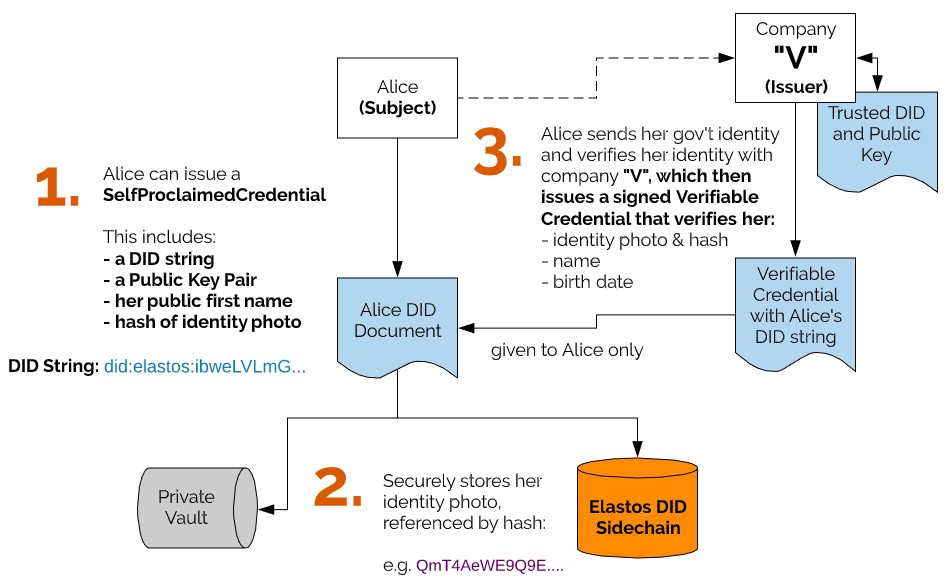 Company
"V"
(Issuer)
Alice
(Subject)
Trusted DID
and Public
Key
1.
Alice can issue a
SelfProclaimedCredential
This includes:
- a DID string
- a Public Key Pair
- her public first name
- hash of identity photo
DID String: did:elastos:ibweLVLmG...
3.
Alice sends her gov't identity
and verifies her identity with
company "V", which then
issues a signed Verifiable
Credential that verifies her:
- identity photo & hash
- name
- birth date
Alice DID
Document
Verifiable
Credential
with Alice's
DID string
given to Alice only
Private
Vault
2.
Securely stores her
identity photo,
referenced by hash:
e.g. QmT4AeWE9Q9E....
Elastos DID
Sidechain